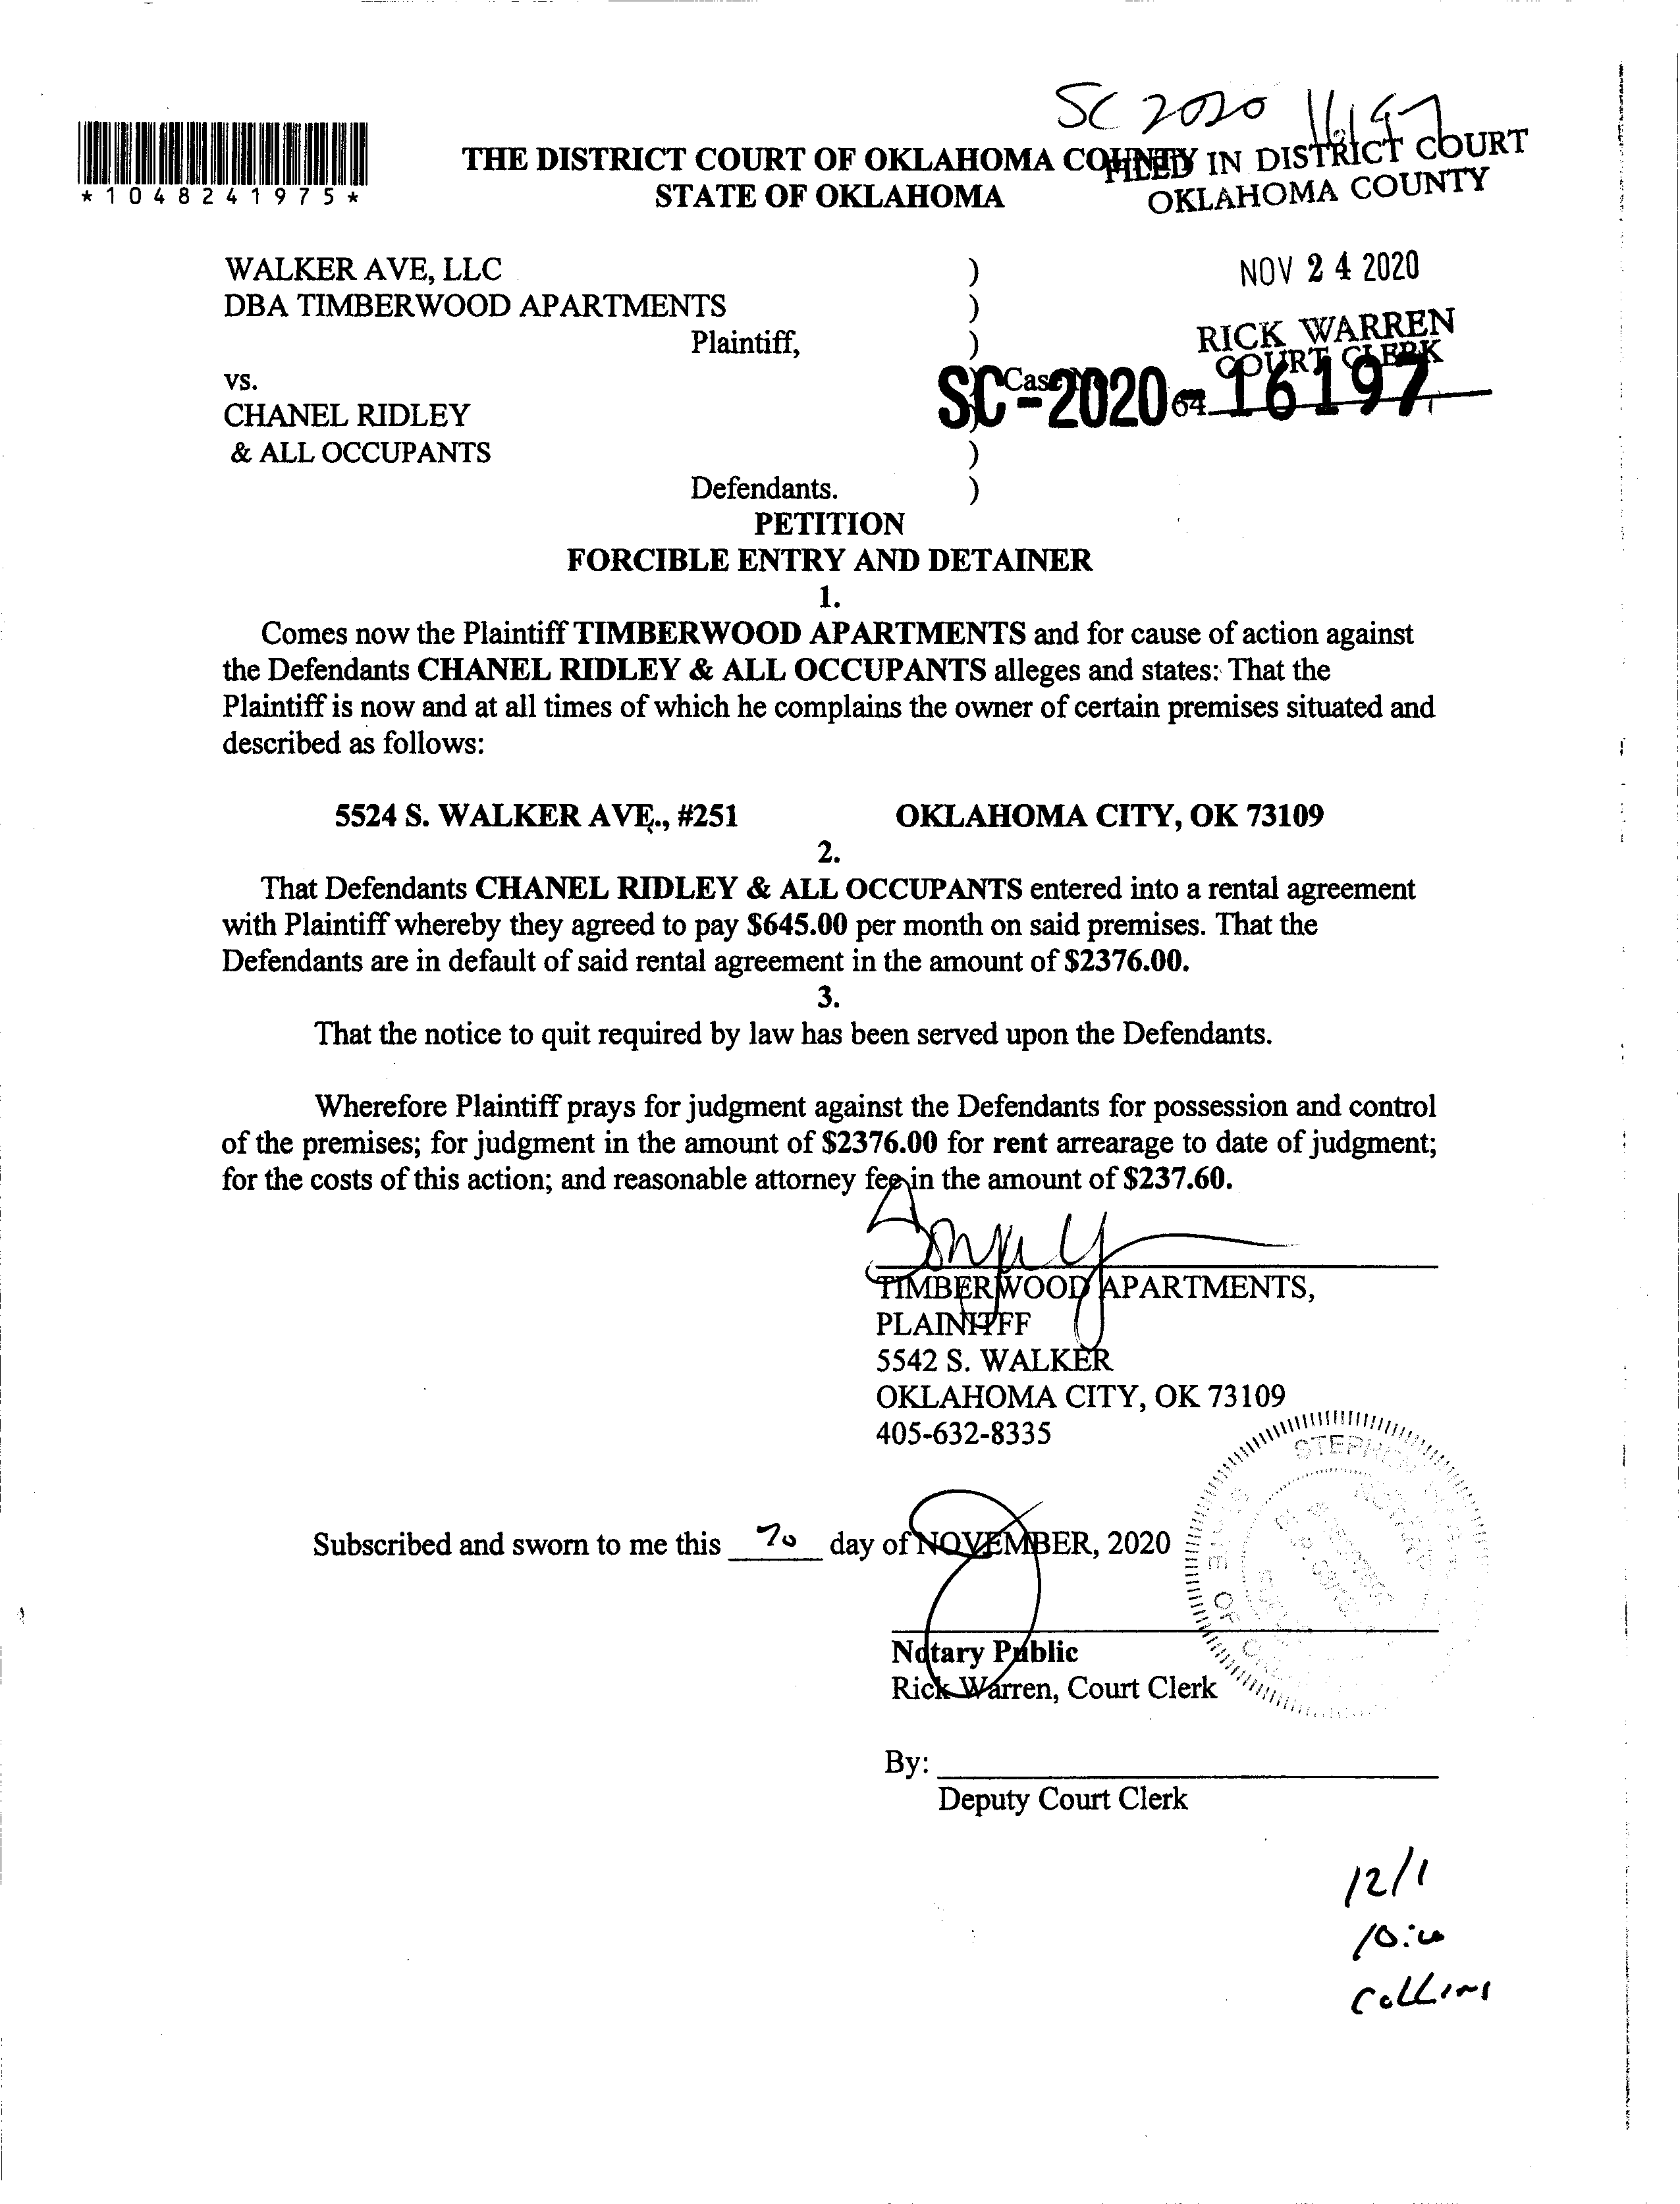 SC 2020 16197
*1048241975*
THE DISTRICT COURT OF OKLAHOMA COUNTY
STATE OF OKLAHOMA
FILED IN DISTRICT COURT
OKLAHOMA COUNTY
NOV 24 2020
RICK WARREN
COURT CLERK
SC-2020-16197
WALKER AVE, LLC )
DBA TIMBERWOOD APARTMENTS )
Plaintiff, )
vs. Case
CHANEL RIDLEY 64
& ALL OCCUPANTS )
Defendants. )
PETITION
FORCIBLE ENTRY AND DETAINER
1.
Comes now the Plaintiff TIMBERWOOD APARTMENTS and for cause of action against
the Defendants CHANEL RIDLEY & ALL OCCUPANTS alleges and states: That the
Plaintiff is now and at all times of which he complains the owner of certain premises situated and
described as follows:
5524 S. WALKER AVE., #251 OKLAHOMA CITY, OK 73109
2.
That Defendants CHANEL RIDLEY & ALL OCCUPANTS entered into a rental agreement
with Plaintiff whereby they agreed to pay $645.00 per month on said premises. That the
Defendants are in default of said rental agreement in the amount of $2376.00.
3.
That the notice to quit required by law has been served upon the Defendants.
Wherefore Plaintiff prays for judgment against the Defendants for possession and control
of the premises; for judgment in the amount of $2376.00 for rent arrearage to date of judgment;
for the costs of this action; and reasonable attorney fee in the amount of $237.60.
TIMBERWOOD APARTMENTS,
PLAINTIFF
5542 S. WALKER
OKLAHOMA CITY, OK 73109
405-632-8335
STEPHEN
STATE OF
Subscribed and sworn to me this 20 day of NOVEMBER, 2020
Notary Public
Rick Warren, Court Clerk
By:
Deputy Court Clerk
12/1
10:00
Collins